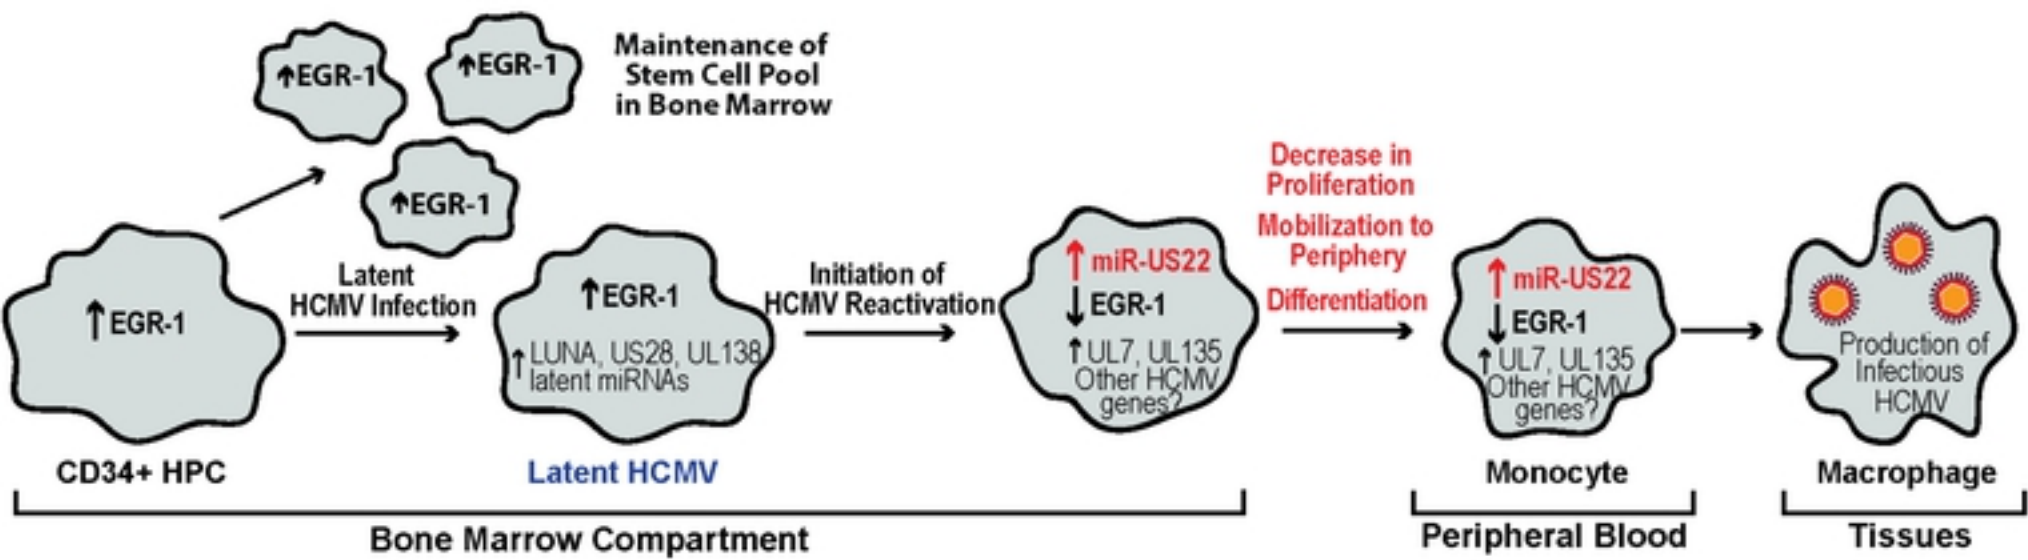 ↑EGR-1
↑EGR-1
↑EGR-1
Maintenance of
Stem Cell Pool
in Bone Marrow
↑EGR-1
CD34+ HPC
Latent
HCMV Infection
↑EGR-1
↑LUNA, US28, UL138
latent miRNAs
Latent HCMV
Initiation of
HCMV Reactivation
↑miR-US22
↓EGR-1
↑UL7, UL135
Other HCMV
genes?
Bone Marrow Compartment
Decrease in
Proliferation
Mobilization to
Periphery
Differentiation
↑miR-US22
↓EGR-1
↑UL7, UL135
Other HCMV
genes?
Monocyte
Peripheral Blood
Production of
Infectious
HCMV
Macrophage
Tissues